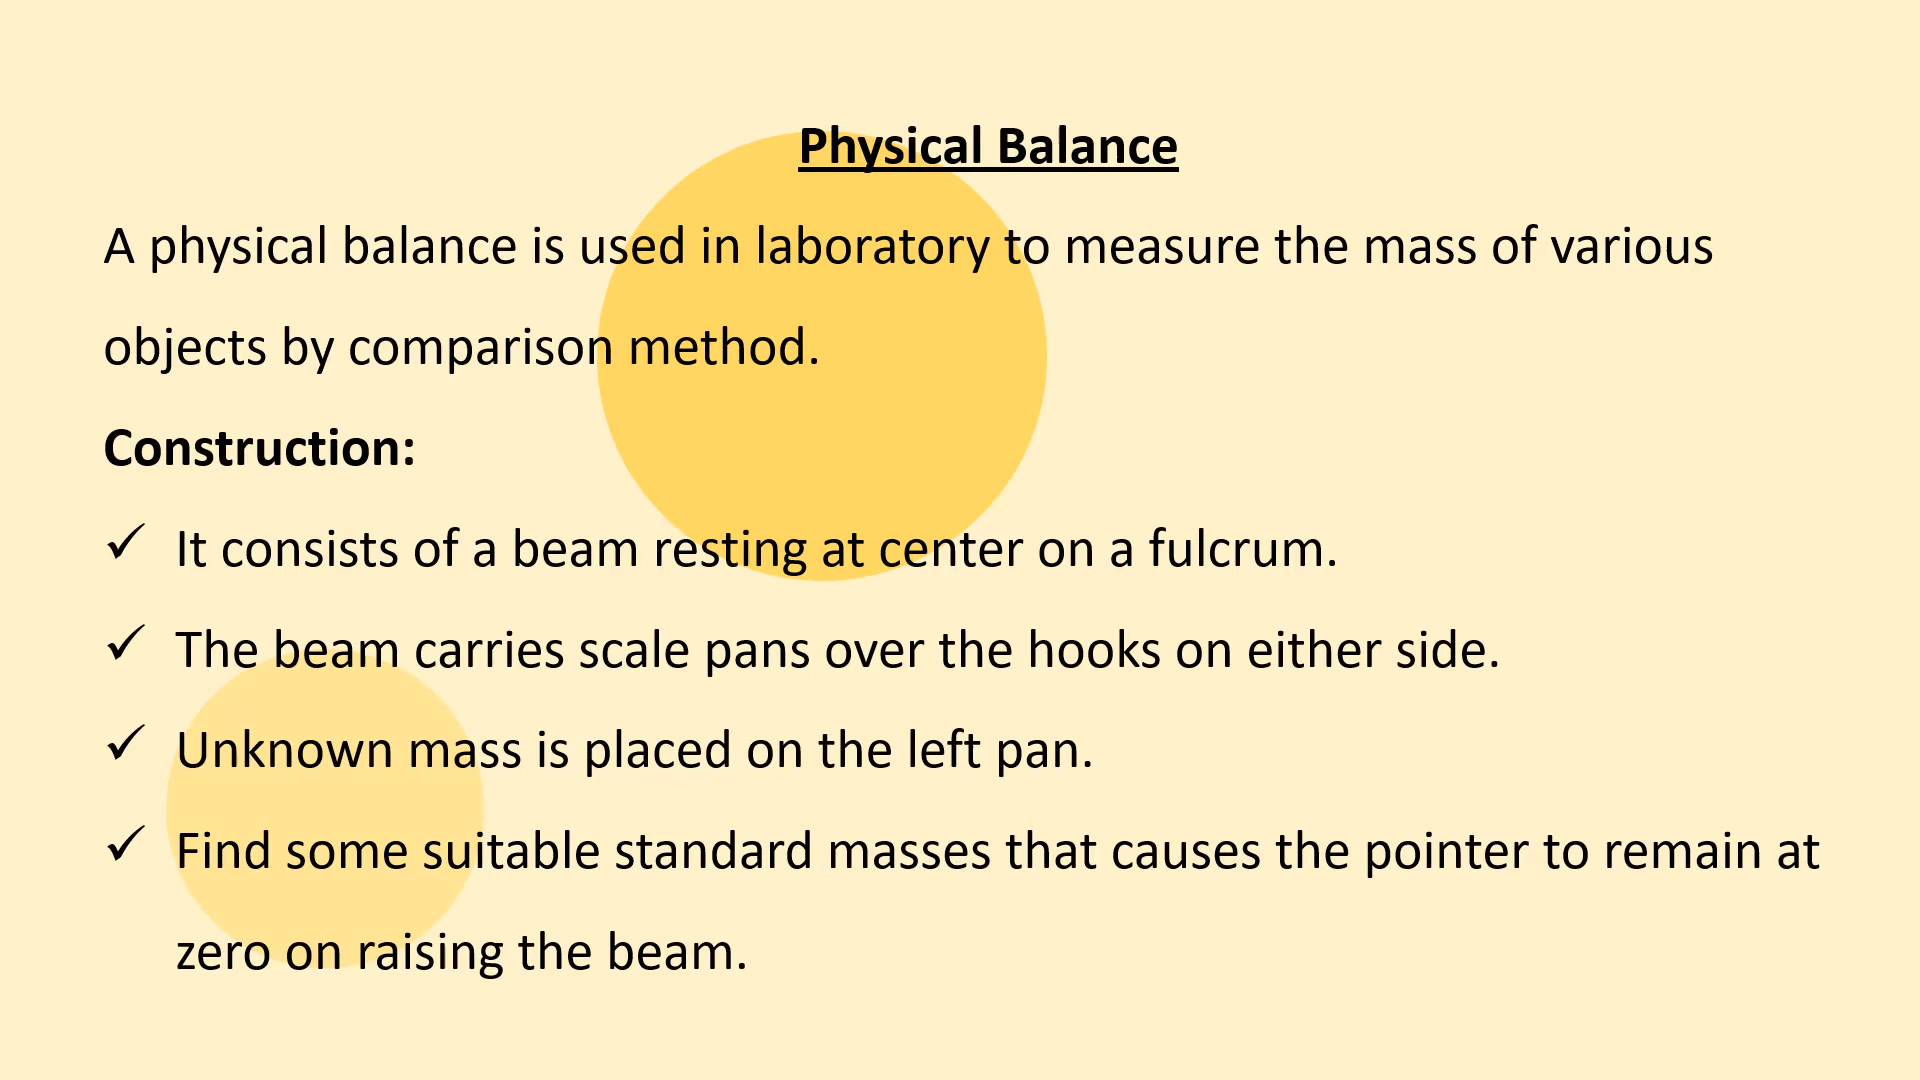 Physical Balance
A physical balance is used in laboratory to measure the mass of various
objects by comparison method.
Construction:
✓ It consists of a beam resting at center on a fulcrum.
✓ The beam carries scale pans over the hooks on either side.
✓ Unknown mass is placed on the left pan.
✓ Find some suitable standard masses that causes the pointer to remain at
zero on raising the beam.